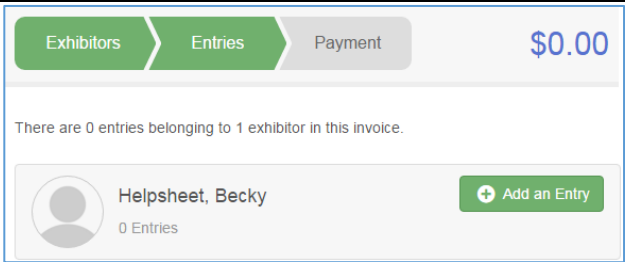 Exhibitors Entries Payment $0.00
There are 0 entries belonging to 1 exhibitor in this invoice.
Helpsheet, Becky Add an Entry
0 Entries